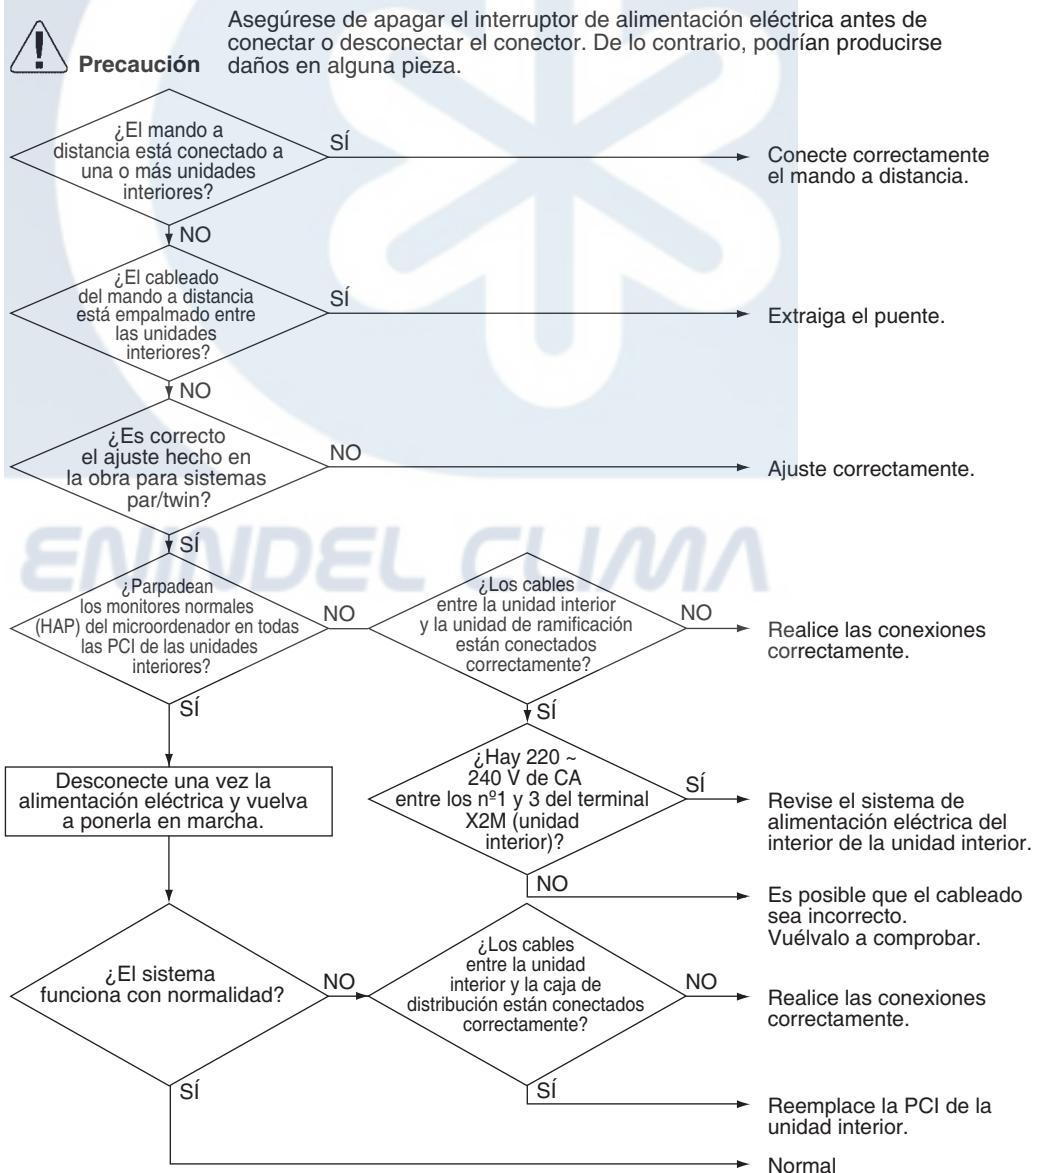 Asegúrese de apagar el interruptor de alimentación eléctrica antes de
conectar o desconectar el conector. De lo contrario, podrían producirse
Precaución daños en alguna pieza.
¿El mando a
distancia está conectado a
una o más unidades
interiores?
SÍ
Conecte correctamente
el mando a distancia.
NO
¿El cableado
del mando a distancia
está empalmado entre
las unidades
interiores?
SÍ
Extraiga el puente.
NO
¿Es correcto
el ajuste hecho en
la obra para sistemas
par/twin?
NO
Ajuste correctamente.
SÍ
ENINDEL CLIMA
¿Parpadean
los monitores normales
(HAP) del microordenador en todas
las PCI de las unidades
interiores?
NO
¿Los cables
entre la unidad interior
y la unidad de ramificación
están conectados
correctamente?
NO
Realice las conexiones
correctamente.
SÍ
SÍ
Desconecte una vez la
alimentación eléctrica y vuelva
a ponerla en marcha.
¿Hay 220 ~
240 V de CA
entre los nº1 y 3 del terminal
X2M (unidad
interior)?
SÍ
Revise el sistema de
alimentación eléctrica del
interior de la unidad interior.
NO
Es posible que el cableado
sea incorrecto.
Vuélvalo a comprobar.
¿El sistema
funciona con normalidad?
NO
¿Los cables
entre la unidad
interior y la caja de
distribución están conectados
correctamente?
NO
Realice las conexiones
correctamente.
SÍ
SÍ
Reemplace la PCI de la
unidad interior.
Normal